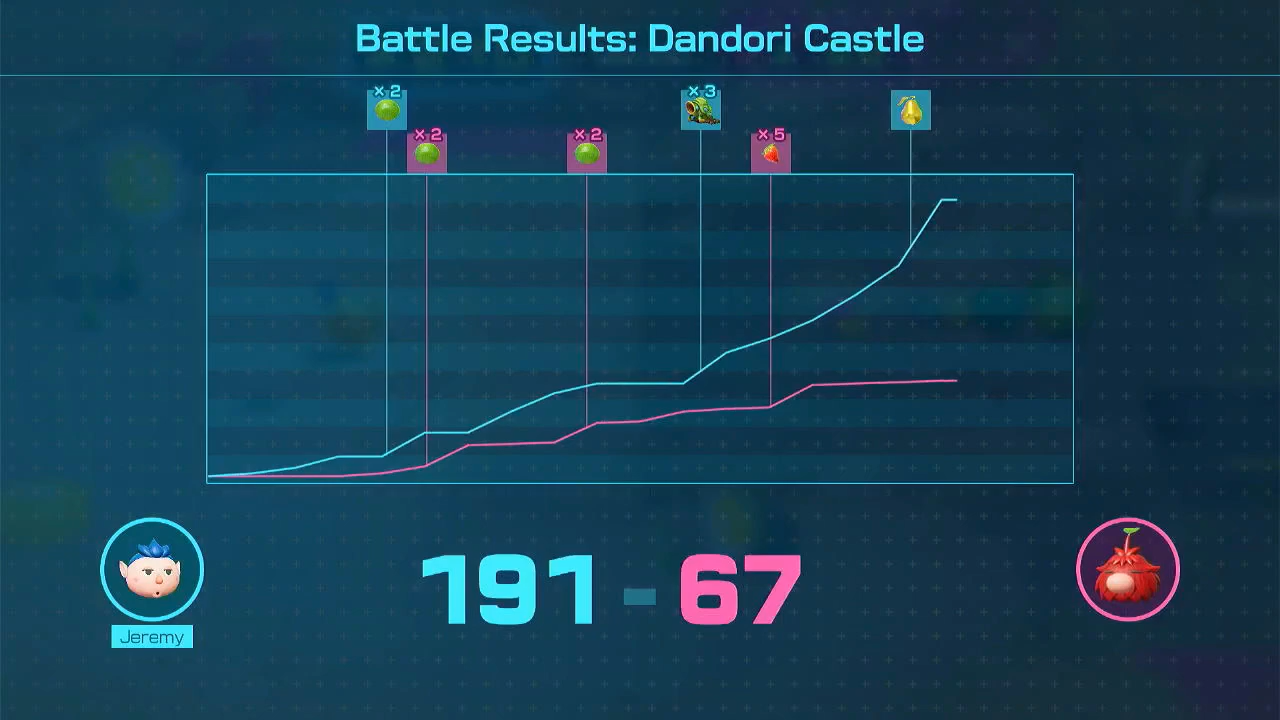 Battle Results: Dandori Castle
× 2
× 3
× 2
× 2
× 5
Jeremy
191 - 67